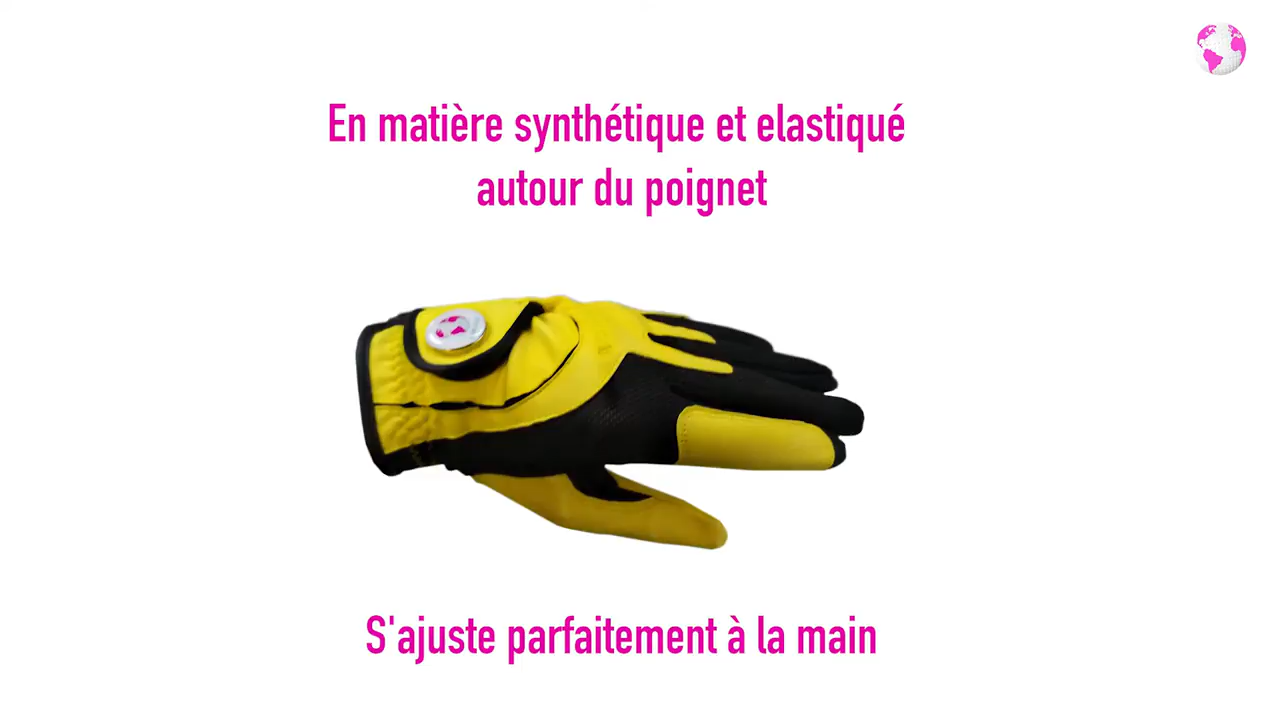 En matière synthétique et elastiqué
autour du poignet
S'ajuste parfaitement à la main